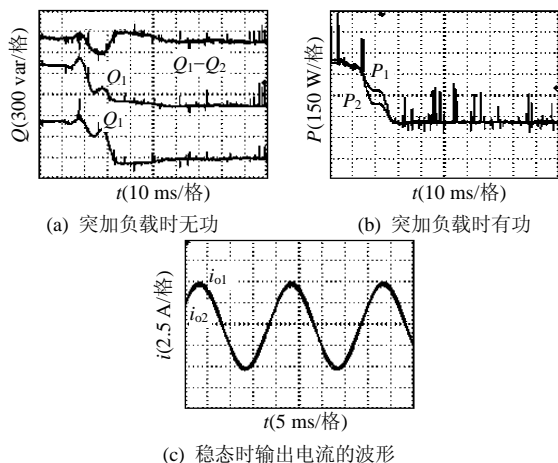 Q(300 var/格)
Q₁−Q₂
Q₁
Q₁
t(10 ms/格)
(a) 突加负载时无功
P(150 W/格)
P₁
P₂
t(10 ms/格)
(b) 突加负载时有功
i(2.5 A/格)
i₀₁
i₀₂
t(5 ms/格)
(c) 稳态时输出电流的波形